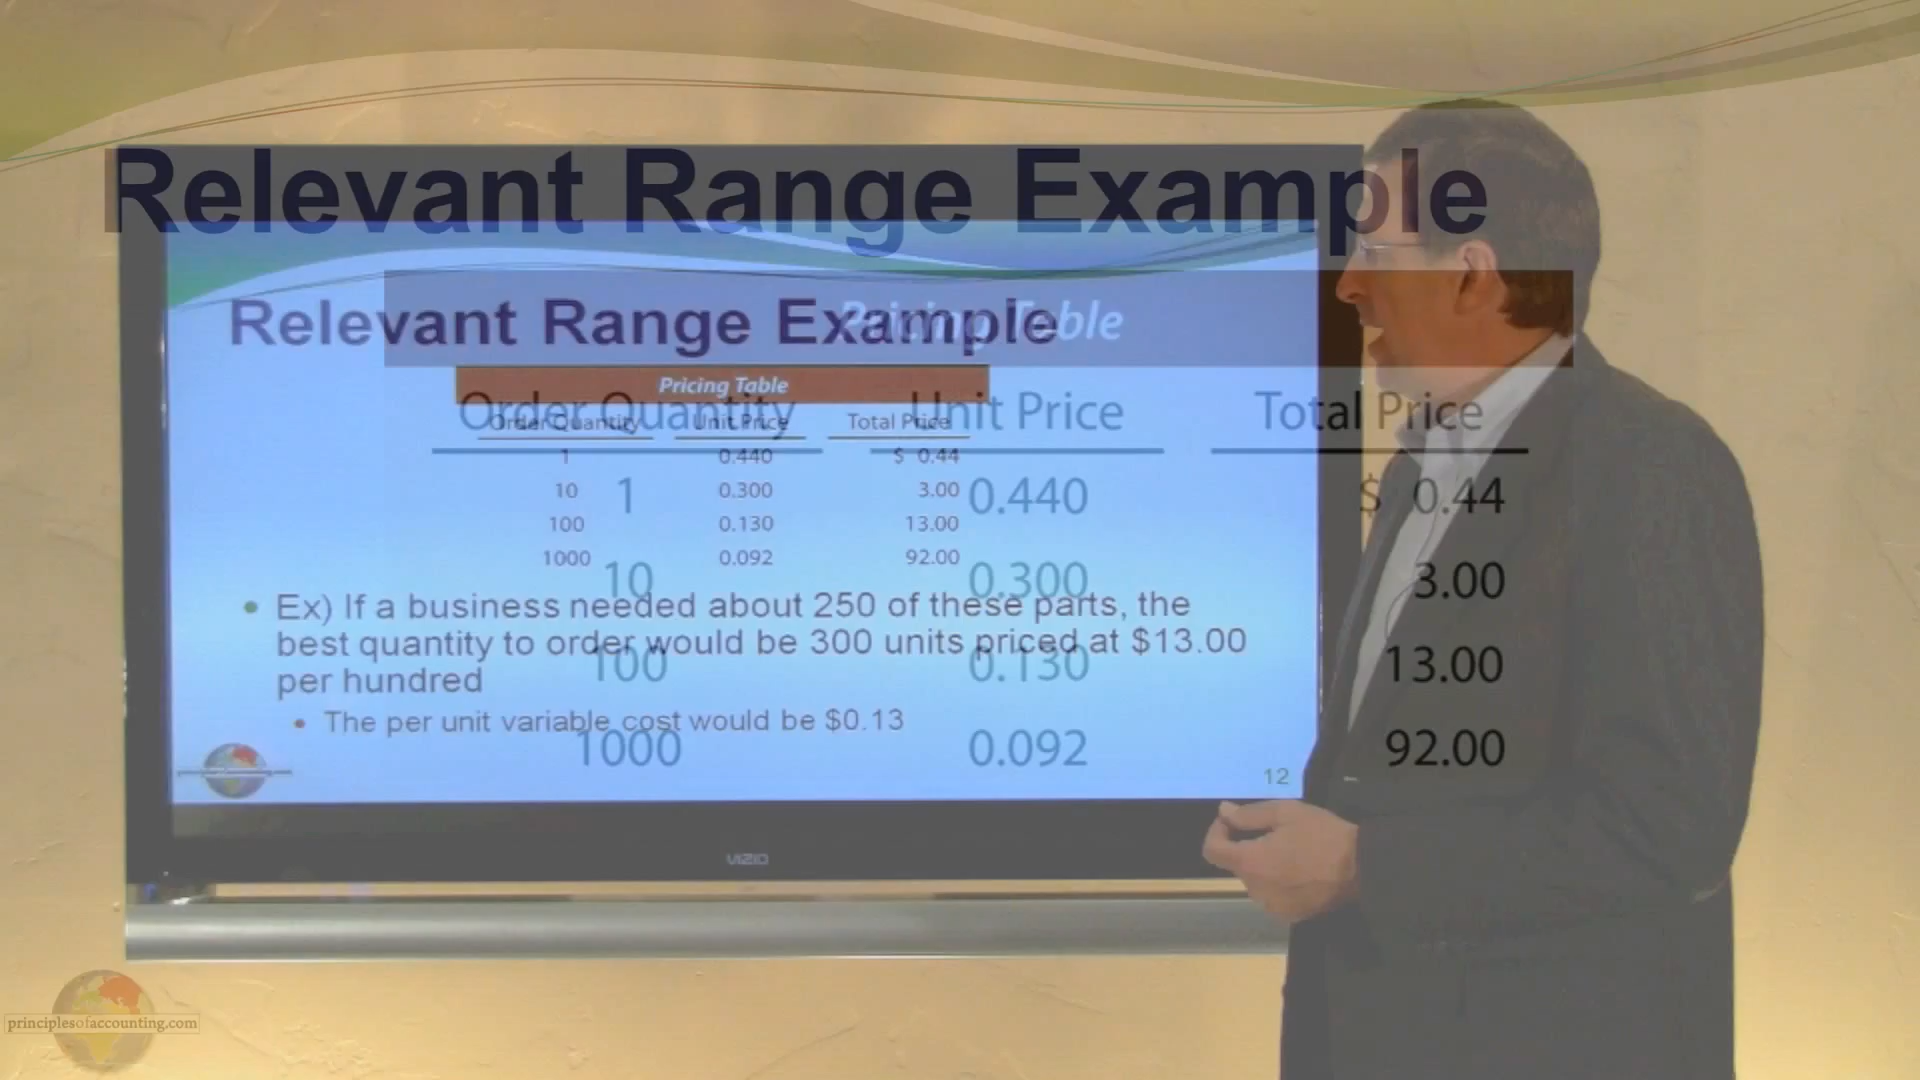 Relevant Range Example
Pricing Table
Order Quantity Unit Price Total Price
1 0.440 $ 0.44
10 0.300 3.00
100 0.130 13.00
1000 0.092 92.00
Relevant Range Example
Pricing Table
Order Quantity Unit Price Total Price
1 0.440 $ 0.44
10 0.300 3.00
100 0.130 13.00
1000 0.092 92.00
• Ex) If a business needed about 250 of these parts, the
best quantity to order would be 300 units priced at $13.00
per hundred
• The per unit variable cost would be $0.13
12
VIZIO
principlesofaccounting.com